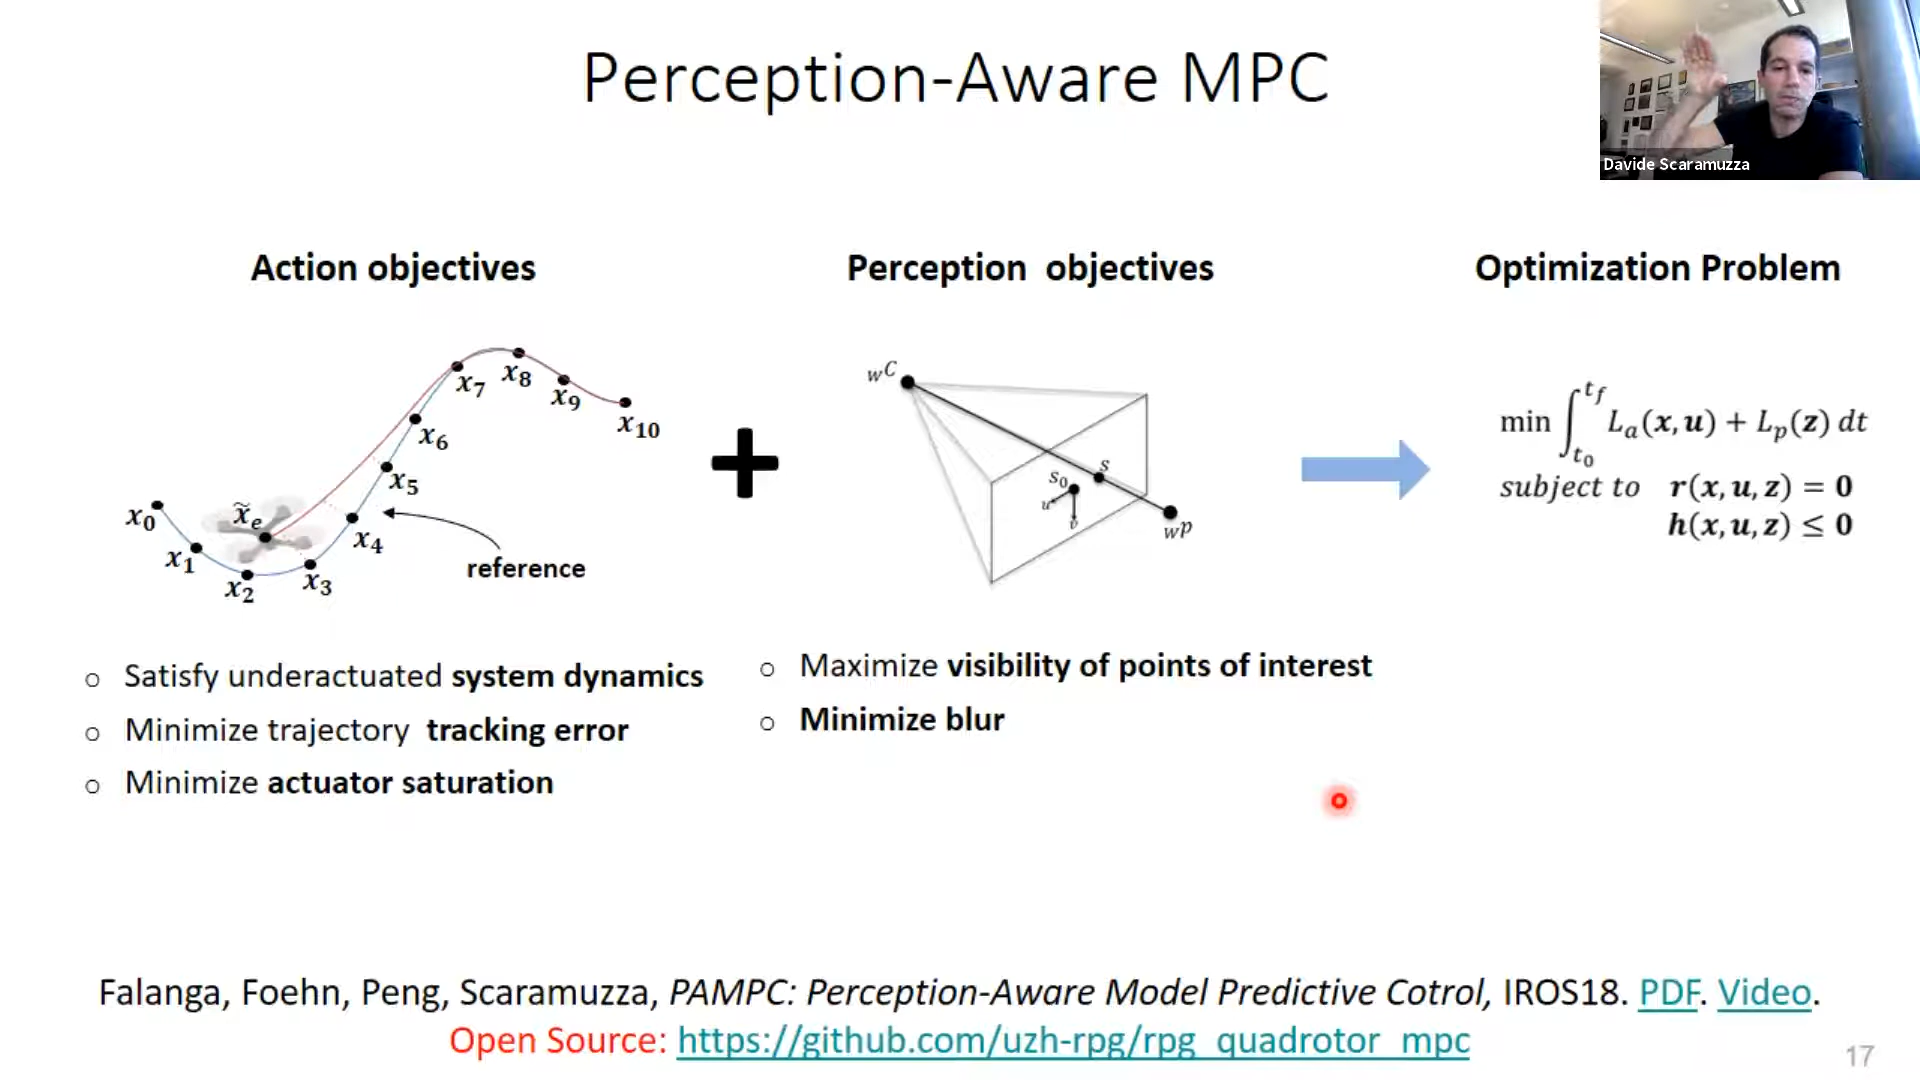 Perception-Aware MPC
Davide Scaramuzza
Action objectives
x0
x1
x̃e
x2
x3
x4
x5
x6
x7
x8
x9
x10
reference
Satisfy underactuated system dynamics
Minimize trajectory tracking error
Minimize actuator saturation
+
Perception objectives
wC
s0
s
u
v
wp
Maximize visibility of points of interest
Minimize blur
Optimization Problem
min ∫t0^tf La(x, u) + Lp(z) dt
subject to r(x, u, z) = 0
h(x, u, z) ≤ 0
Falanga, Foehn, Peng, Scaramuzza, PAMPC: Perception-Aware Model Predictive Cotrol, IROS18. PDF. Video.
Open Source: https://github.com/uzh-rpg/rpg_quadrotor_mpc
17